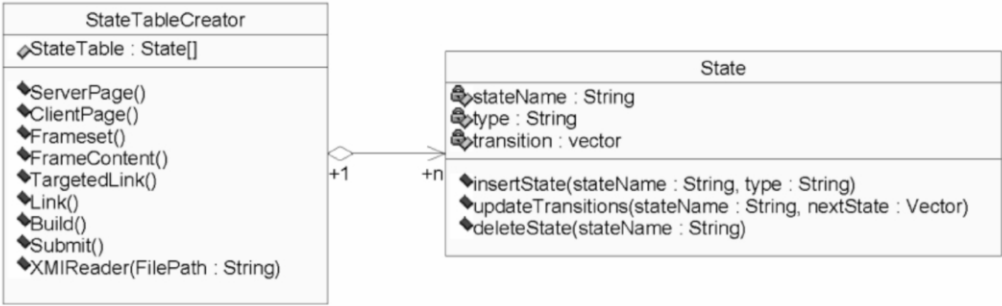 StateTableCreator
StateTable : State[]
ServerPage()
ClientPage()
Frameset()
FrameContent()
TargetedLink()
Link()
Build()
Submit()
XMIReader(FilePath : String)
+1
+n
State
stateName : String
type : String
transition : vector
insertState(stateName : String, type : String)
updateTransitions(stateName : String, nextState : Vector)
deleteState(stateName : String)